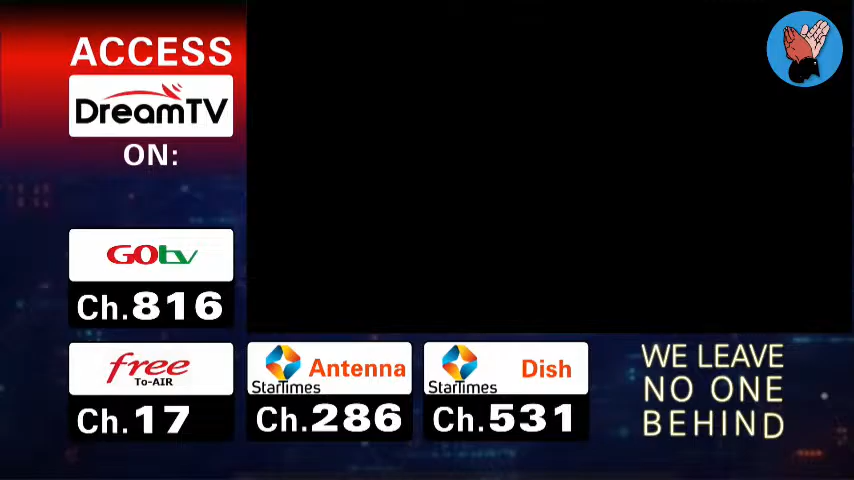 ACCESS
DreamTV
ON:
GOtv
Ch.816
free
To-AIR
Ch.17
StarTimes Antenna
Ch.286
StarTimes Dish
Ch.531
WE LEAVE
NO ONE
BEHIND